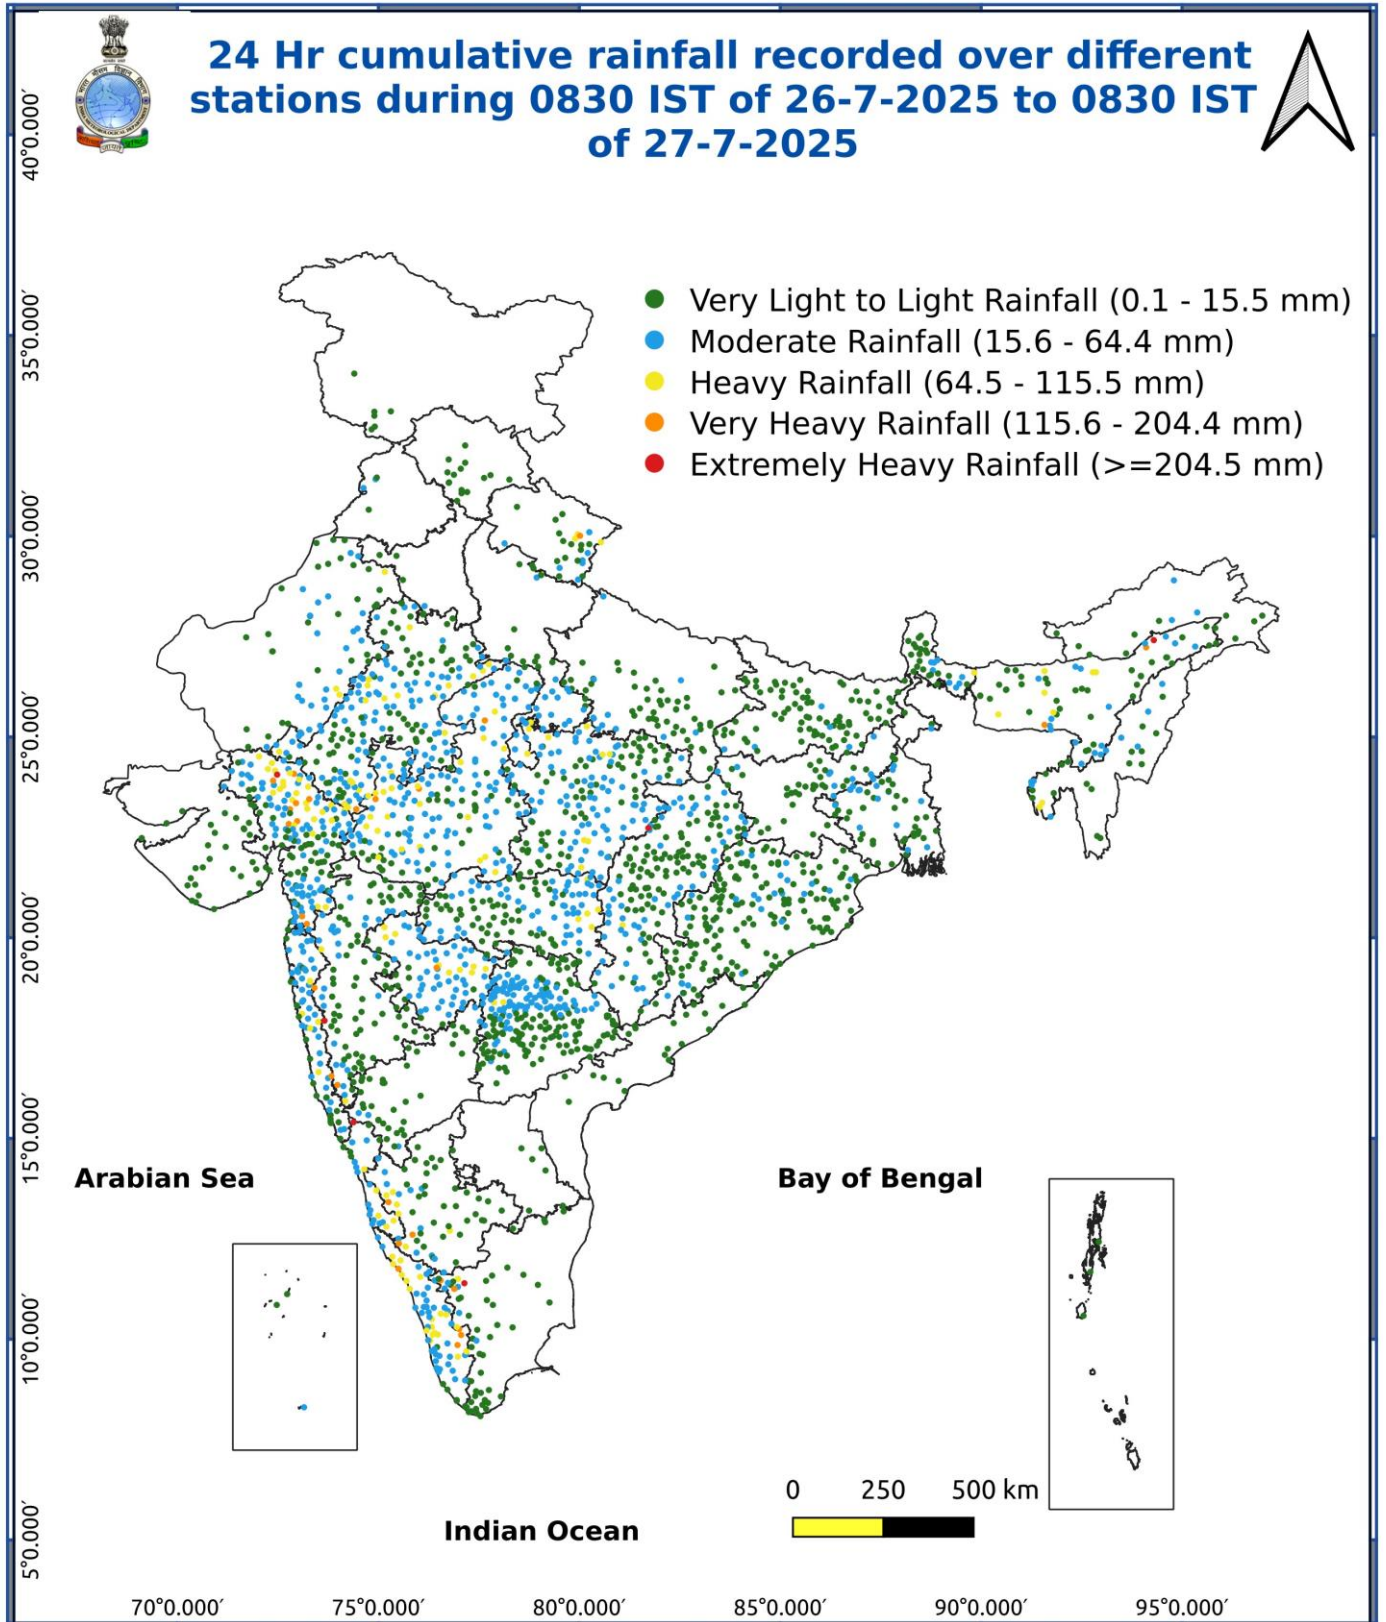 24 Hr cumulative rainfall recorded over different
stations during 0830 IST of 26-7-2025 to 0830 IST
of 27-7-2025
Very Light to Light Rainfall (0.1 - 15.5 mm)
Moderate Rainfall (15.6 - 64.4 mm)
Heavy Rainfall (64.5 - 115.5 mm)
Very Heavy Rainfall (115.6 - 204.4 mm)
Extremely Heavy Rainfall (>=204.5 mm)
40°0.000′
35°0.000′
30°0.000′
25°0.000′
20°0.000′
15°0.000′
10°0.000′
5°0.000′
Arabian Sea
Bay of Bengal
0 250 500 km
Indian Ocean
70°0.000′ 75°0.000′ 80°0.000′ 85°0.000′ 90°0.000′ 95°0.000′